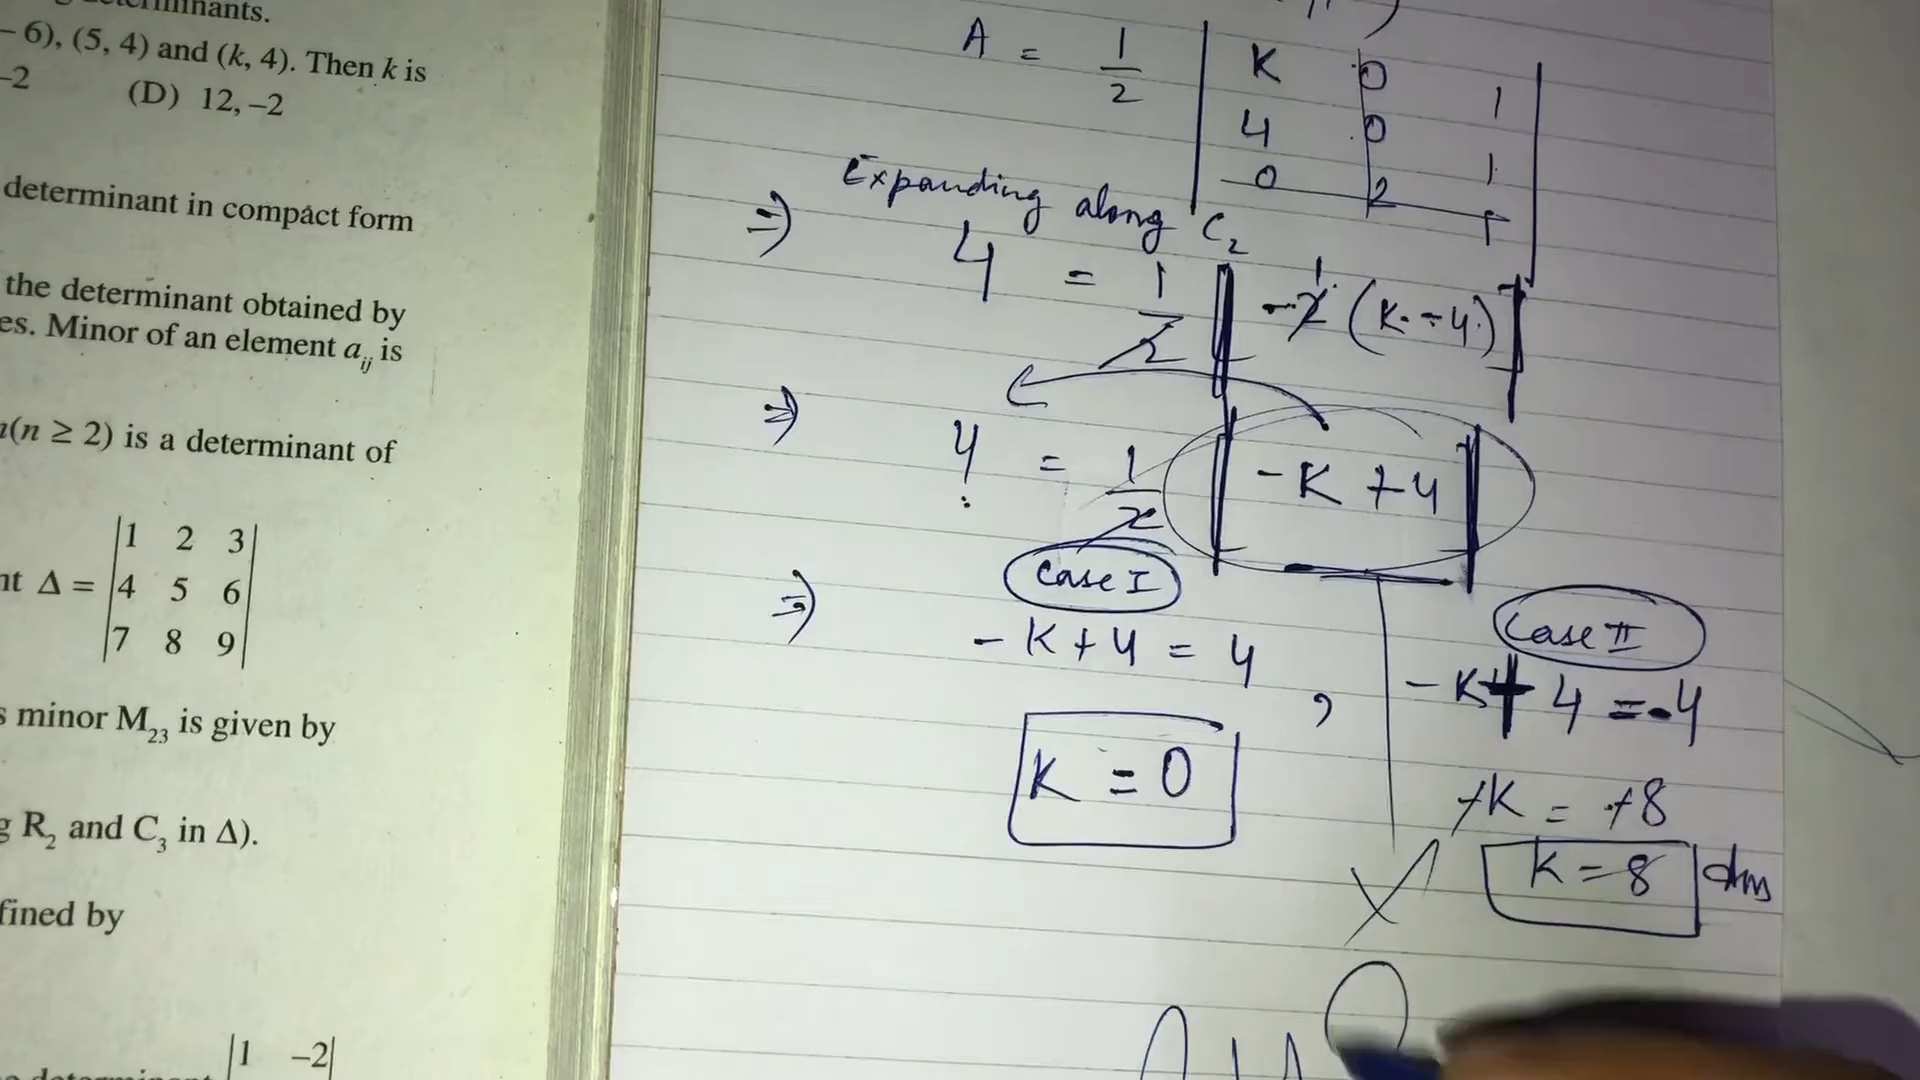 minants.
– 6), (5, 4) and (k, 4). Then k is
–2 (D) 12, –2
determinant in compact form
the determinant obtained by
es. Minor of an element aij is
n(n ≥ 2) is a determinant of
1 2 3
nt Δ = 4 5 6
7 8 9
s minor M23 is given by
g R2 and C3 in Δ).
fined by
1 –2
A = 1/2 | K 0 1
4 0 1
0 2 1 |
Expanding along C2
⇒ 4 = 1/2 | -2 (K - 4) |
1
⇒ 4 = 1/2 | -K + 4 |
Case I
⇒ -K + 4 = 4 ,
K = 0
Case II
-K + 4 = -4
+K = +8
K = 8